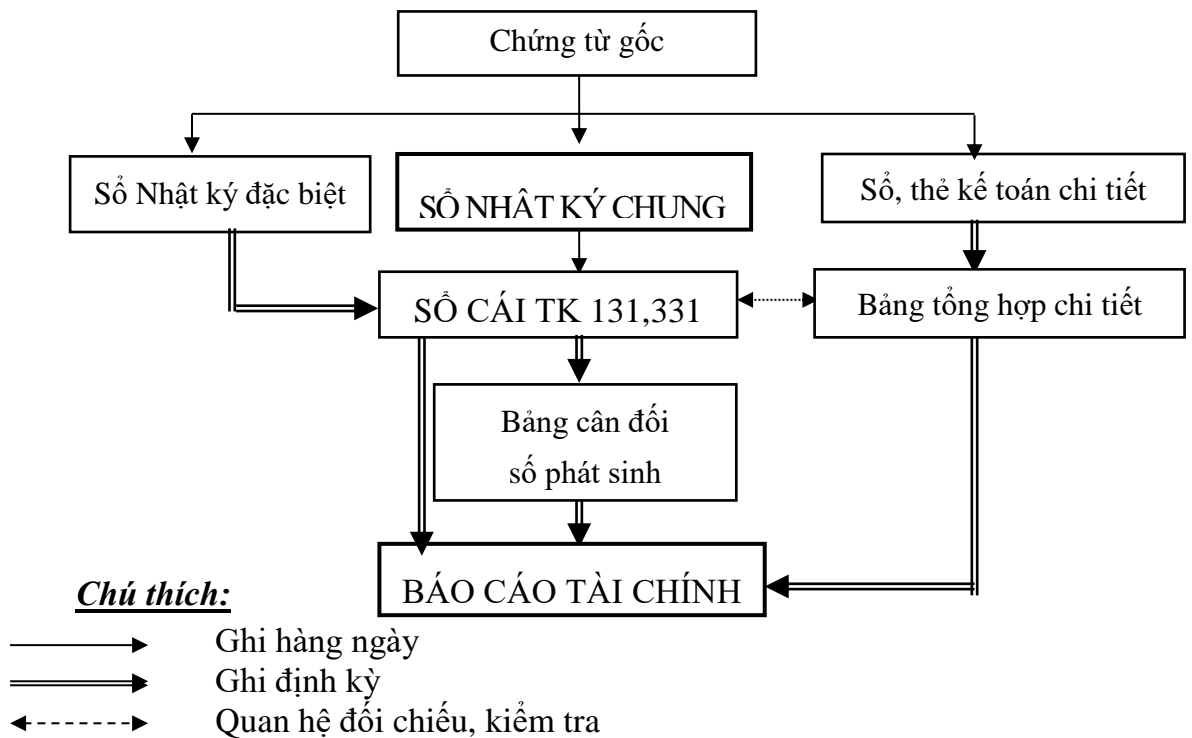 Chứng từ gốc
Sổ Nhật ký đặc biệt
SỔ NHÂT KÝ CHUNG
Sổ, thẻ kế toán chi tiết
SỔ CÁI TK 131,331
Bảng tổng hợp chi tiết
Bảng cân đối
số phát sinh
BÁO CÁO TÀI CHÍNH
Chú thích:
Ghi hàng ngày
Ghi định kỳ
Quan hệ đối chiếu, kiểm tra